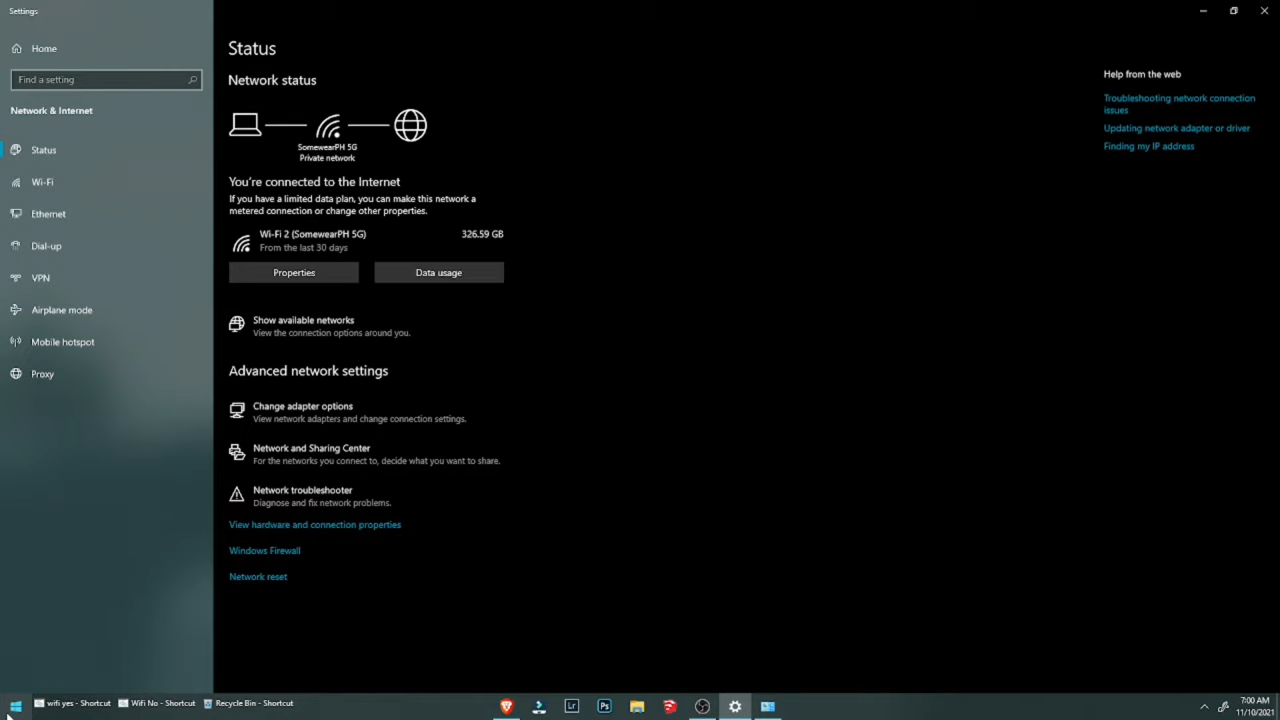 Settings
Home
Find a setting
Network & Internet
Status
Wi-Fi
Ethernet
Dial-up
VPN
Airplane mode
Mobile hotspot
Proxy
Status
Network status
SomewearPH 5G
Private network
You're connected to the Internet
If you have a limited data plan, you can make this network a
metered connection or change other properties.
Wi-Fi 2 (SomewearPH 5G)
326.59 GB
From the last 30 days
Properties
Data usage
Show available networks
View the connection options around you.
Advanced network settings
Change adapter options
View network adapters and change connection settings.
Network and Sharing Center
For the networks you connect to, decide what you want to share.
Network troubleshooter
Diagnose and fix network problems.
View hardware and connection properties
Windows Firewall
Network reset
Help from the web
Troubleshooting network connection
issues
Updating network adapter or driver
Finding my IP address
wifi yes - Shortcut
Wifi No - Shortcut
Recycle Bin - Shortcut
Lr
Ps
7:00 AM
11/10/2021